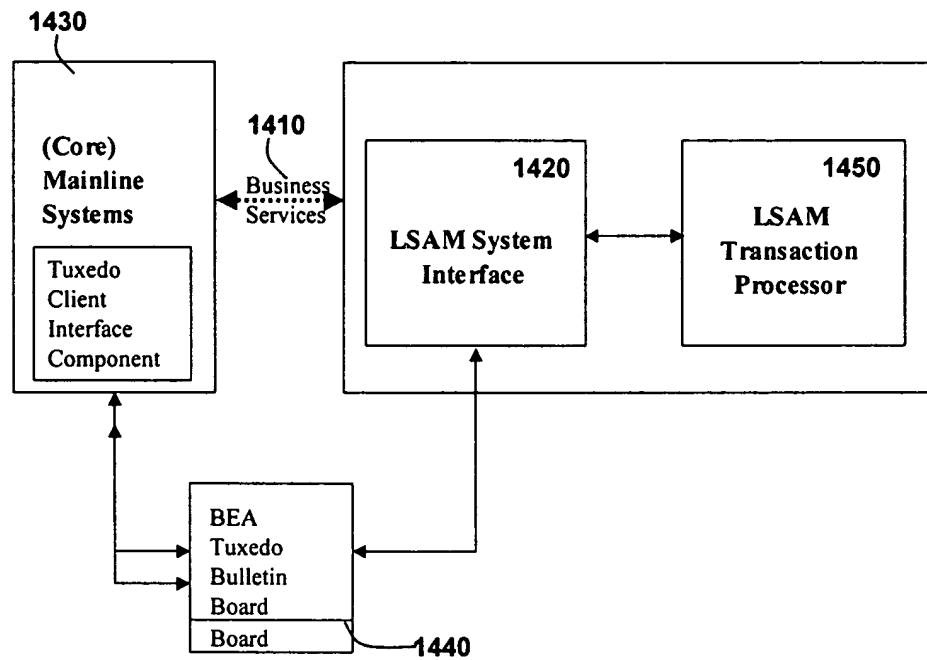 1430
(Core)
Mainline
Systems
Tuxedo
Client
Interface
Component
1410
Business
Services
1420
LSAM System
Interface
1450
LSAM
Transaction
Processor
BEA
Tuxedo
Bulletin
Board
Board
1440